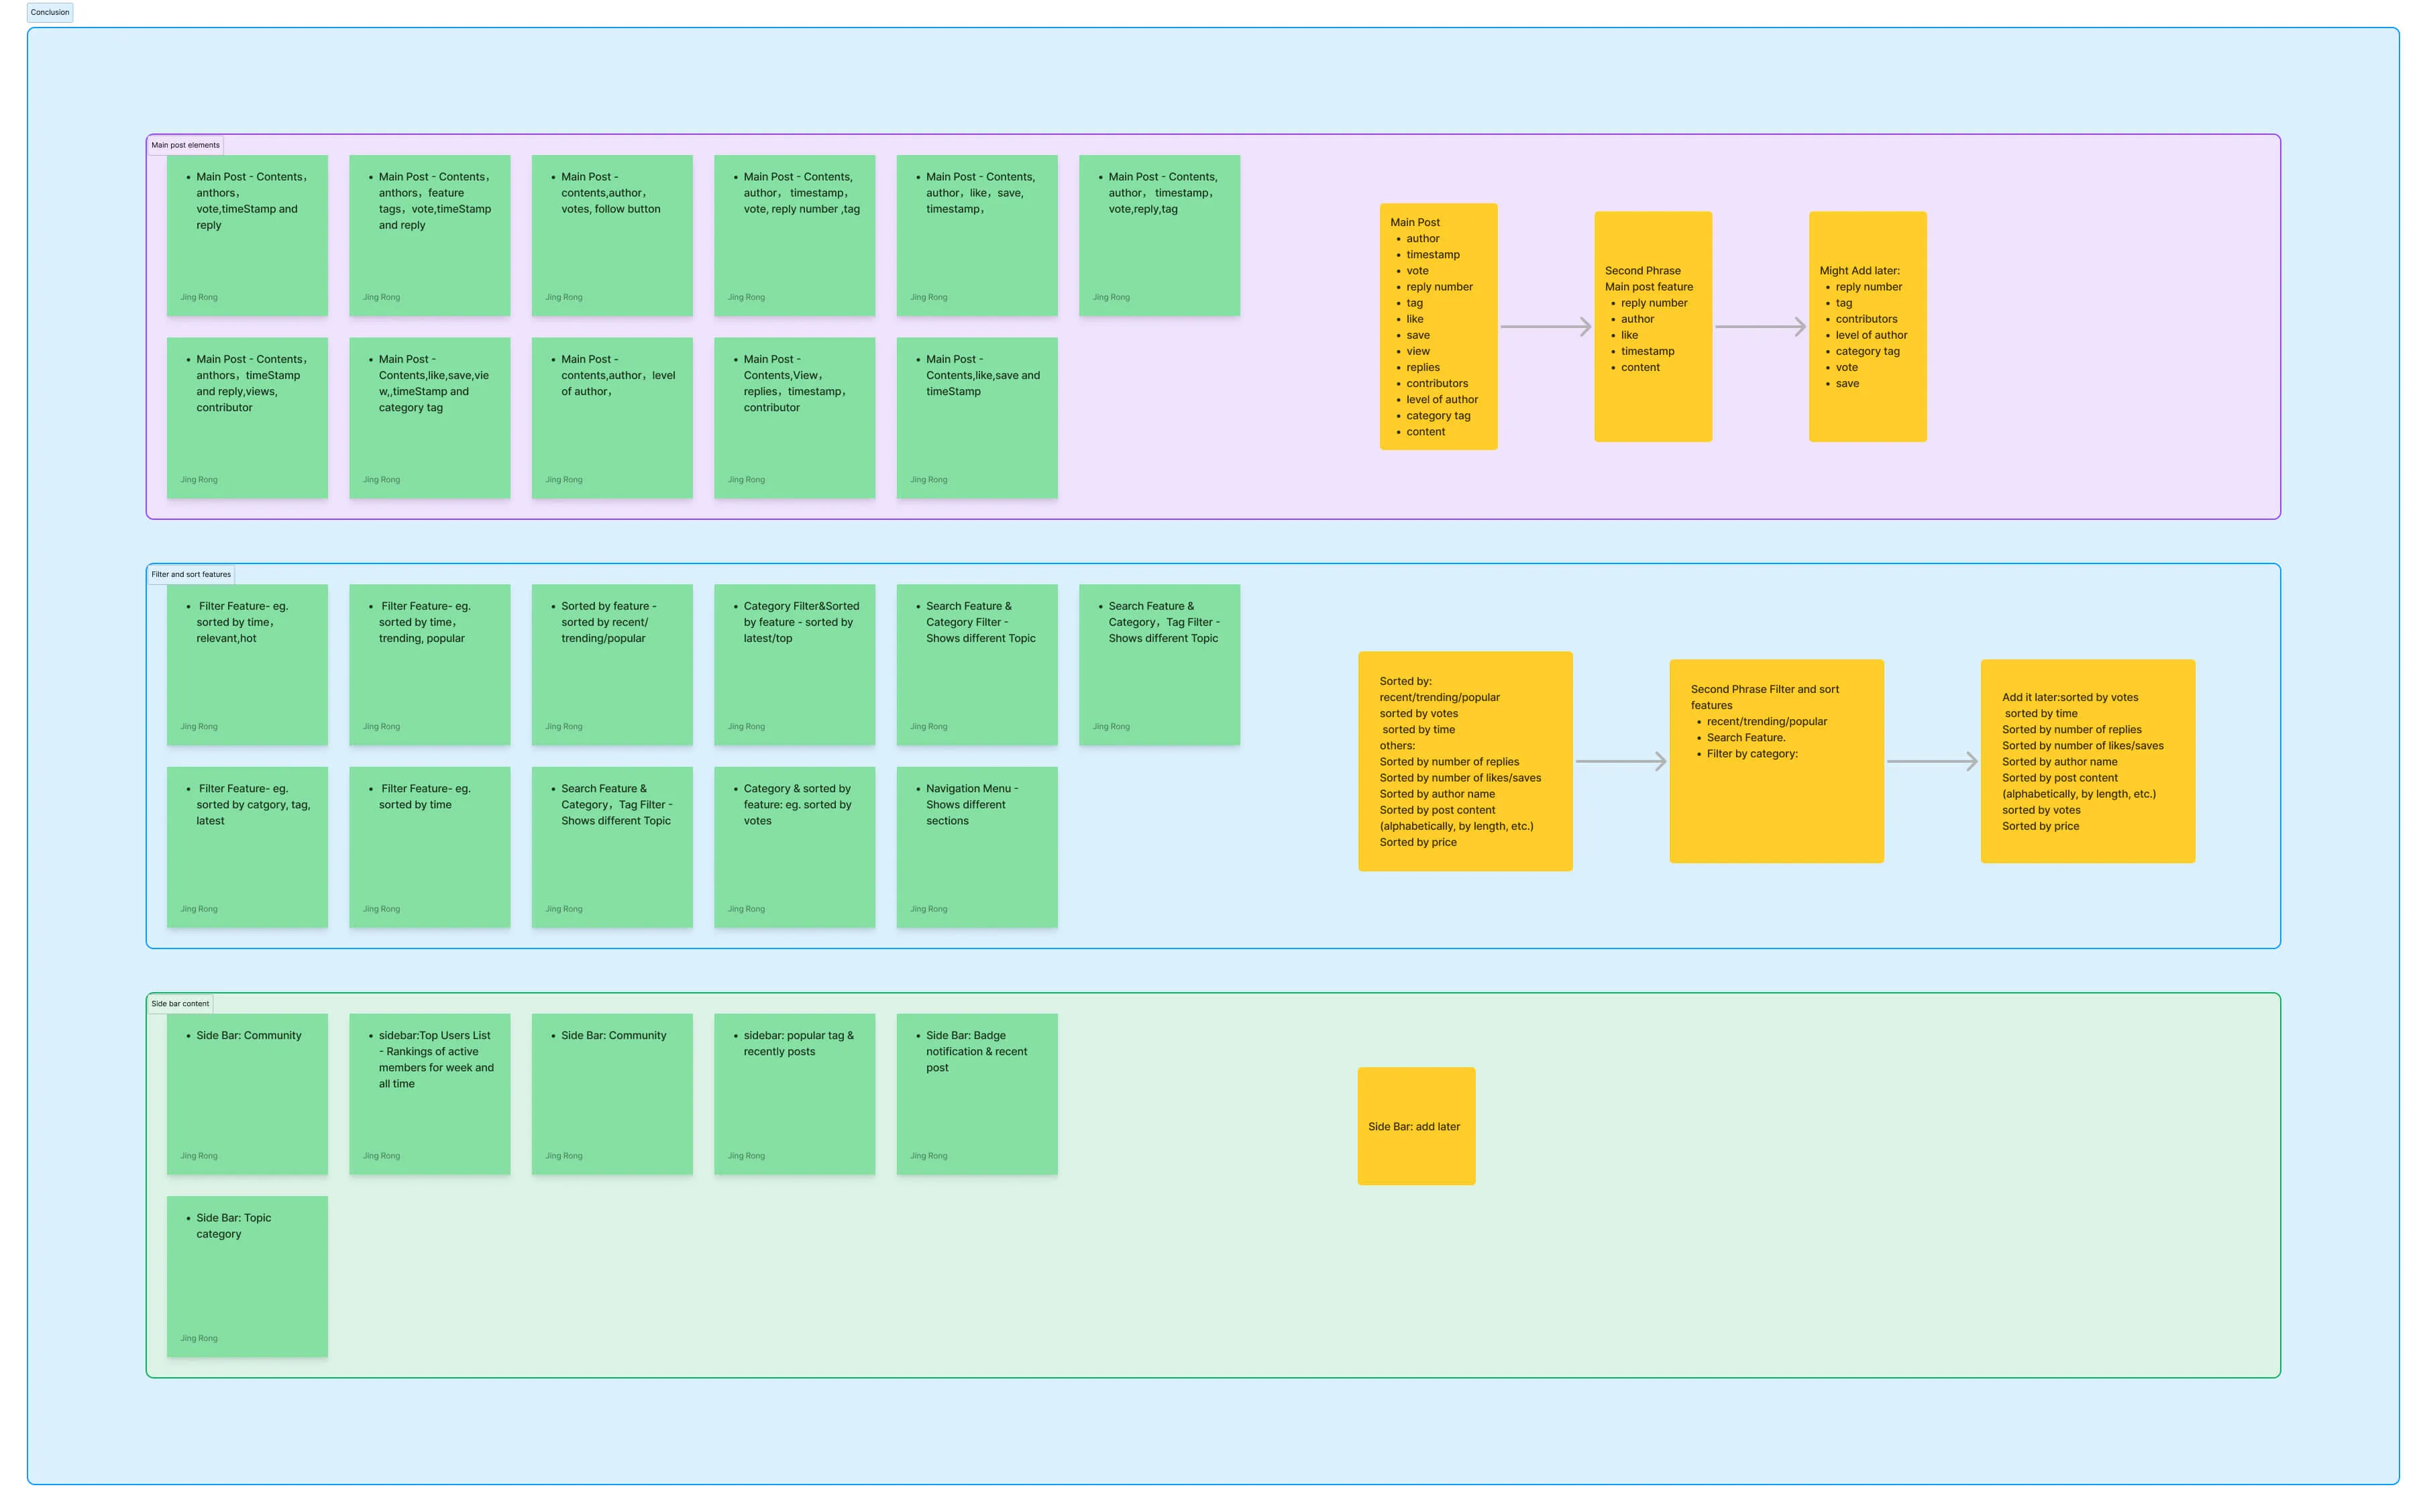 Conclusion
Main post elements
Main Post - Contents，
anthors，
vote,timeStamp and
reply
Jing Rong
Main Post - Contents，
anthors，feature
tags，vote,timeStamp
and reply
Jing Rong
Main Post -
contents,author，
votes, follow button
Jing Rong
Main Post - Contents,
author， timestamp，
vote, reply number ,tag
Jing Rong
Main Post - Contents,
author，like，save,
timestamp，
Jing Rong
Main Post - Contents,
author， timestamp，
vote,reply,tag
Jing Rong
Main Post - Contents，
anthors，timeStamp
and reply,views,
contributor
Jing Rong
Main Post -
Contents,like,save,vie
w,,timeStamp and
category tag
Jing Rong
Main Post -
contents,author，level
of author，
Jing Rong
Main Post -
Contents,View，
replies，timestamp，
contributor
Jing Rong
Main Post -
Contents,like,save and
timeStamp
Jing Rong
Main Post
author
timestamp
vote
reply number
tag
like
save
view
replies
contributors
level of author
category tag
content
Second Phrase
Main post feature
reply number
author
like
timestamp
content
Might Add later:
reply number
tag
contributors
level of author
category tag
vote
save
Filter and sort features
Filter Feature- eg.
sorted by time，
relevant,hot
Jing Rong
Filter Feature- eg.
sorted by time，
trending, popular
Jing Rong
Sorted by feature -
sorted by recent/
trending/popular
Jing Rong
Category Filter&Sorted
by feature - sorted by
latest/top
Jing Rong
Search Feature &
Category Filter -
Shows different Topic
Jing Rong
Search Feature &
Category，Tag Filter -
Shows different Topic
Jing Rong
Filter Feature- eg.
sorted by catgory, tag,
latest
Jing Rong
Filter Feature- eg.
sorted by time
Jing Rong
Search Feature &
Category，Tag Filter -
Shows different Topic
Jing Rong
Category & sorted by
feature: eg. sorted by
votes
Jing Rong
Navigation Menu -
Shows different
sections
Jing Rong
Sorted by:
recent/trending/popular
sorted by votes
sorted by time
others:
Sorted by number of replies
Sorted by number of likes/saves
Sorted by author name
Sorted by post content
(alphabetically, by length, etc.)
Sorted by price
Second Phrase Filter and sort
features
recent/trending/popular
Search Feature.
Filter by category:
Add it later:sorted by votes
sorted by time
Sorted by number of replies
Sorted by number of likes/saves
Sorted by author name
Sorted by post content
(alphabetically, by length, etc.)
sorted by votes
Sorted by price
Side bar content
Side Bar: Community
Jing Rong
sidebar:Top Users List
- Rankings of active
members for week and
all time
Jing Rong
Side Bar: Community
Jing Rong
sidebar: popular tag &
recently posts
Jing Rong
Side Bar: Badge
notification & recent
post
Jing Rong
Side Bar: Topic
category
Jing Rong
Side Bar: add later